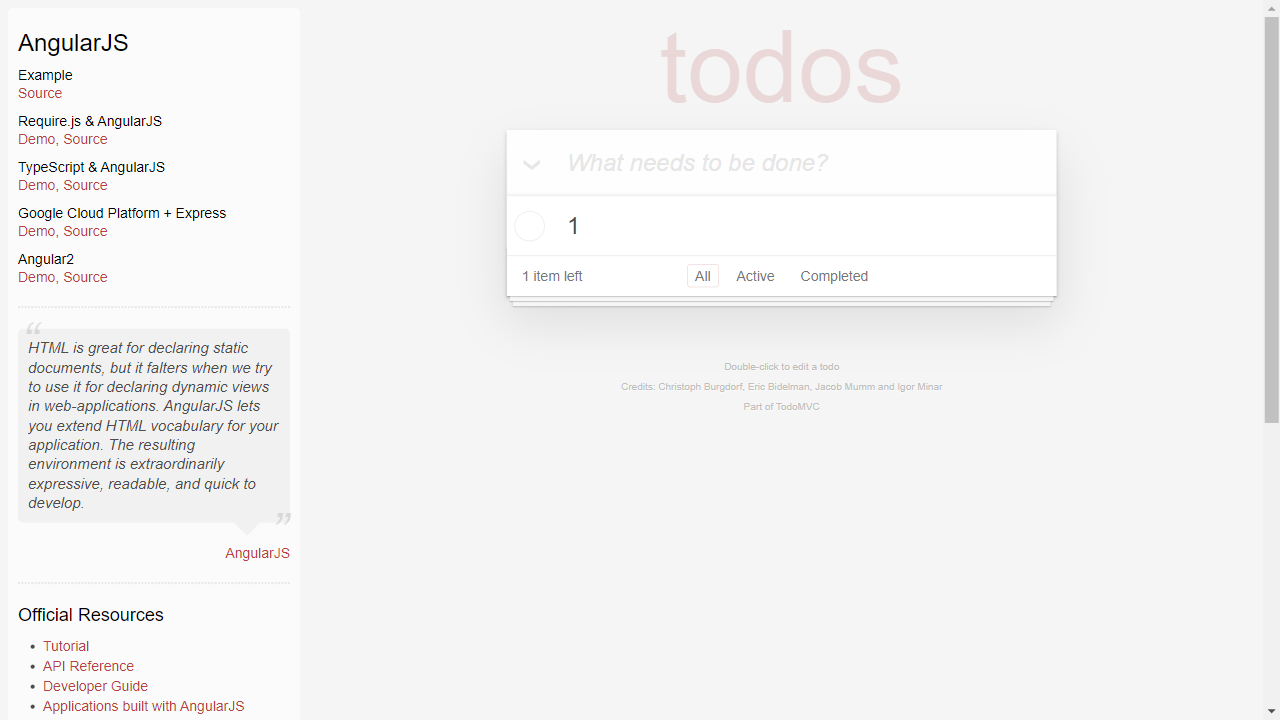 AngularJS
Example
Source
Require.js & AngularJS
Demo, Source
TypeScript & AngularJS
Demo, Source
Google Cloud Platform + Express
Demo, Source
Angular2
Demo, Source
“
HTML is great for declaring static
documents, but it falters when we try
to use it for declaring dynamic views
in web-applications. AngularJS lets
you extend HTML vocabulary for your
application. The resulting
environment is extraordinarily
expressive, readable, and quick to
develop.
”
AngularJS
Official Resources
• Tutorial
• API Reference
• Developer Guide
• Applications built with AngularJS
todos
What needs to be done?
1
1 item left All Active Completed
Double-click to edit a todo
Credits: Christoph Burgdorf, Eric Bidelman, Jacob Mumm and Igor Minar
Part of TodoMVC